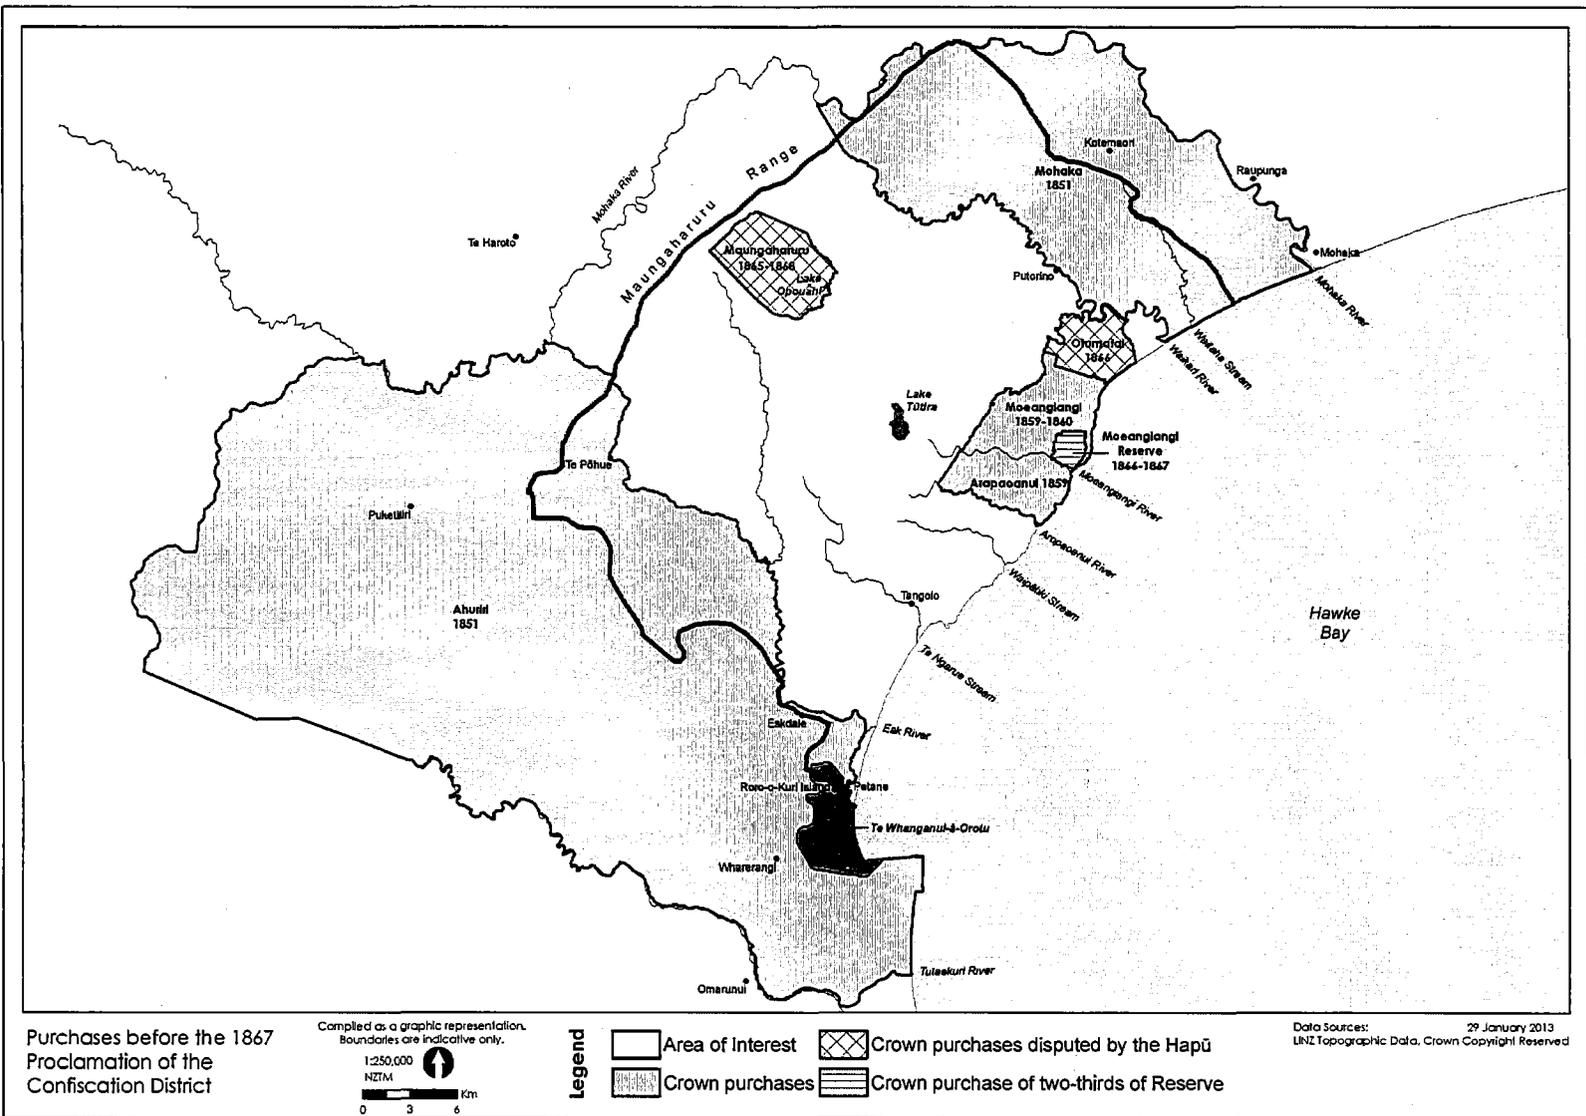 Kotemaori
Mohaka
1851
Raupunga
Mohaka
Mohaka River
Maungaharuru Range
Mohaka River
Te Haroto
Maungaharuru
1865-1868
Lake
Opouahi
Putorino
Waitaha Stream
Waihari River
Otamatai
1866
Lake
Tūtira
Moeangiangi
1859-1860
Moeangiangi
Reserve
1866-1867
Te Pōhue
Arapaoanui 1859
Moeangiangi River
Puketitiri
Arapaoanui River
Waipātiki Stream
Tangoio
Ahuriri
1851
Hawke
Bay
Te Ngarue Stream
Eskdale
Esk River
Roro-o-Kuri Island
Petane
Te Whanganui-ā-Orotu
Wharerangi
Tutaekuri River
Omarunui
Purchases before the 1867
Proclamation of the
Confiscation District
Compiled as a graphic representation.
Boundaries are indicative only.
1:250,000
NZTM
Km
0 3 6
Legend
Area of Interest
Crown purchases disputed by the Hapū
Crown purchases
Crown purchase of two-thirds of Reserve
Data Sources: 29 January 2013
LINZ Topographic Data, Crown Copyright Reserved